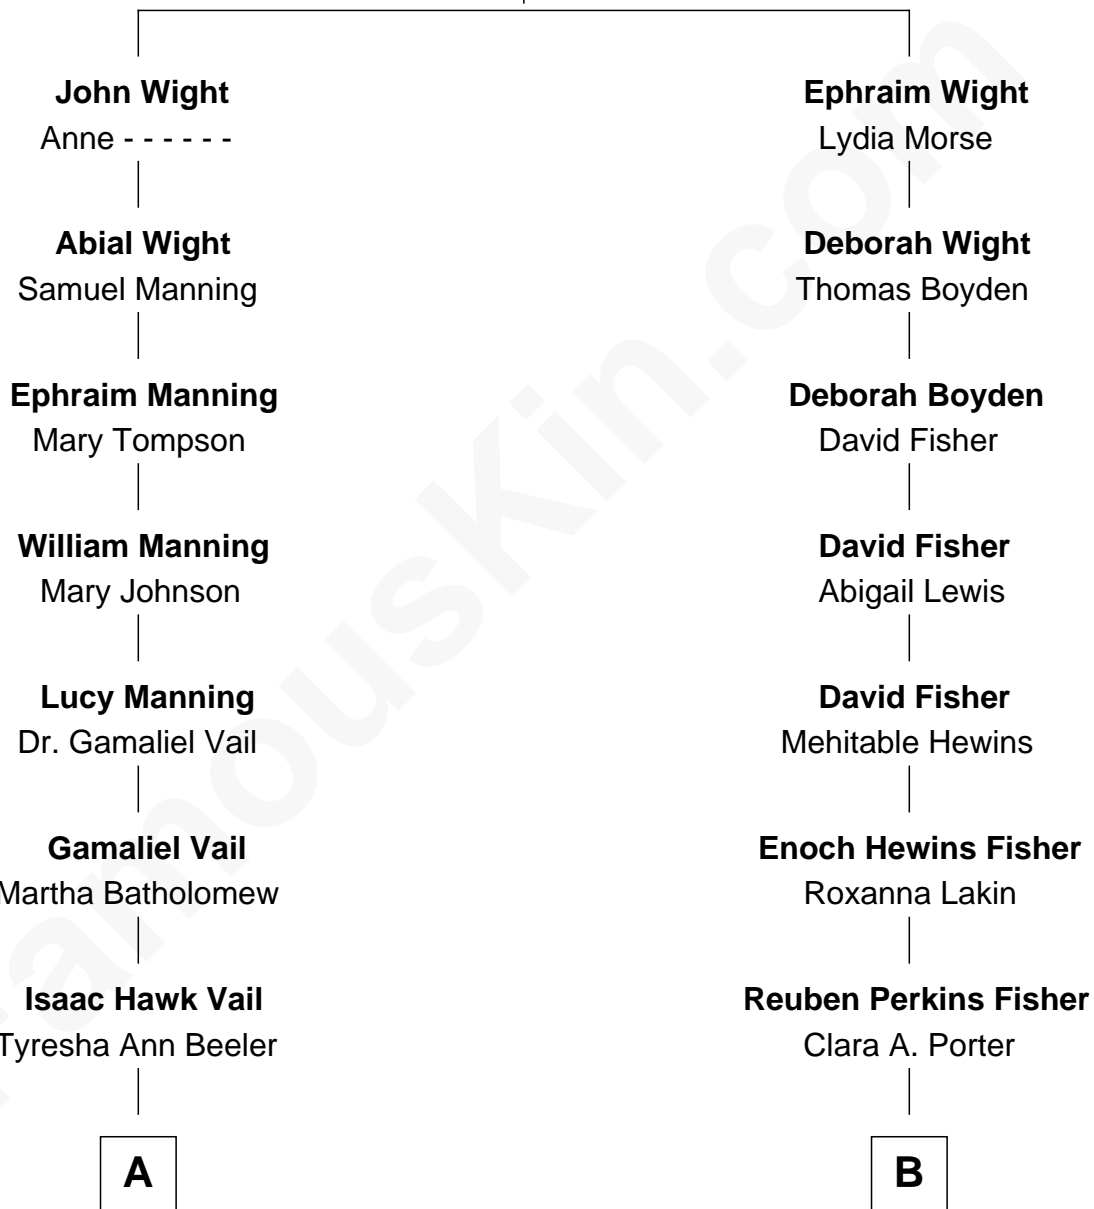 John Wight
Anne - - - - - -
Abial Wight
Samuel Manning
Ephraim Manning
Mary Tompson
William Manning
Mary Johnson
Lucy Manning
Dr. Gamaliel Vail
Gamaliel Vail
Martha Batholomew
Isaac Hawk Vail
Tyresha Ann Beeler
A
Ephraim Wight
Lydia Morse
Deborah Wight
Thomas Boyden
Deborah Boyden
David Fisher
David Fisher
Abigail Lewis
David Fisher
Mehitable Hewins
Enoch Hewins Fisher
Roxanna Lakin
Reuben Perkins Fisher
Clara A. Porter
B
FamousKin.com